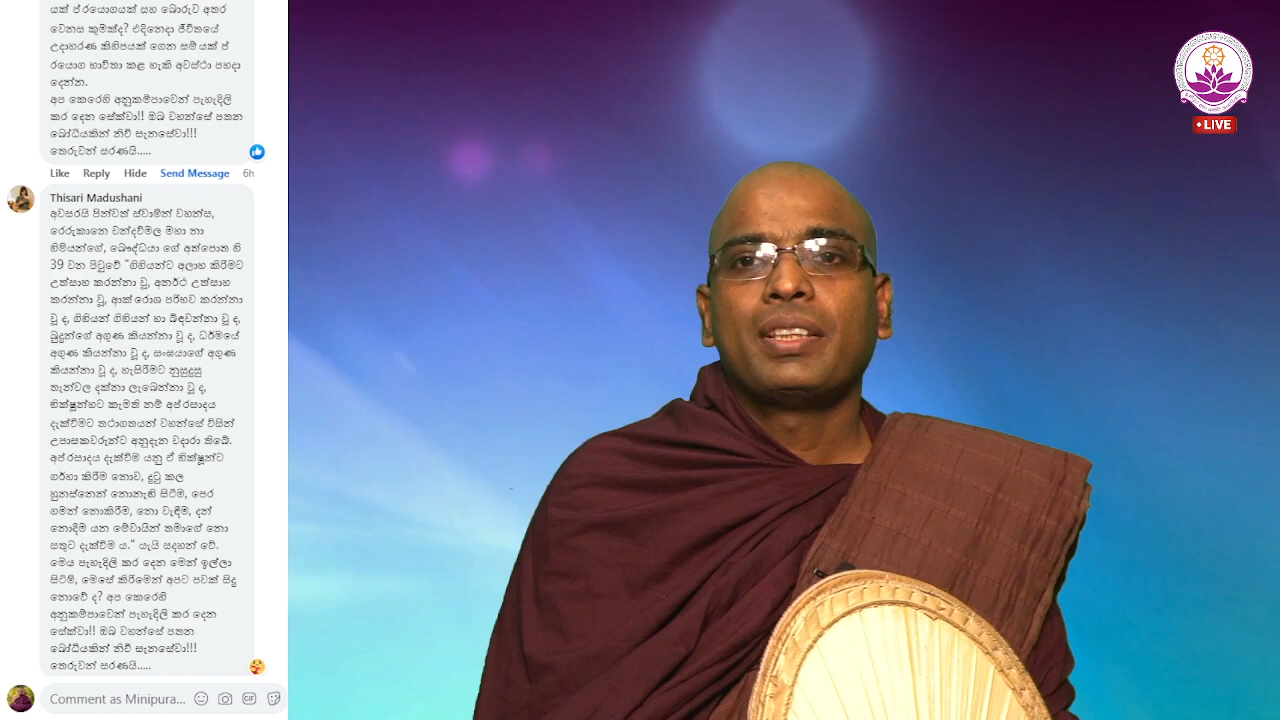 යක් ප්‍රයොගයක් සහ බොරුව අතර
වෙනස කුමක්ද? එදිනෙදා ජීවිතයේ
උදාහරණ කිහිපයක් ගෙන සම්‍යක් ප්
රයොග භාවිතා කළ හැකි අවස්ථා පහදා
දෙන්න.
අප කෙරෙහි අනුකම්පාවෙන් පැහැදිලි
කර දෙන සේක්වා!! ඔබ වහන්සේ පතන
බෝධියකින් නිවී සැනසේවා!!!
තෙරුවන් සරණයි.....
Like Reply Hide Send Message 6h
Thisari Madushani
අවසරයි පින්වත් ස්වාමීන් වහන්ස,
රේරුකානෙ චන්දවිමල මහා නා
හිමියන්ගේ, බෞද්ධයා ගේ අත්පොත හි
39 වන පිටුවේ "ගිහියන්ට අලාභ කිරීමට
උත්සාහ කරන්නා වූ, අනර්ථ උත්සාහ
කරන්නා වූ, ආක්‍රොශ පරිභව කරන්නා
වූ ද, ගිහියන් ගිහියන් හා බිඳවන්නා වූ ද,
බුදුන්ගේ අගුණ කියන්නා වූ ද, ධර්මයේ
අගුණ කියන්නා වූ ද, සංඝයාගේ අගුණ
කියන්නා වූ ද, හැසිරීමට නුසුදුසු
තැන්වල දක්නා ලැබෙන්නා වූ ද,
භික්ෂූන්හට කැමති නම් අප්‍රසාදය
දැක්වීමට තථාගතයන් වහන්සේ විසින්
උපාසකවරුන්ට අනුදැන වදාරා තිබේ.
අප්‍රසාදය දැක්වීම යනු ඒ භික්ෂූන්ට
ගර්හා කිරීම නොව, දුටු කල
හුනස්නෙන් නොනැඟි සිටීම, පෙර
ගමන් නොකිරීම, නො වැඳීම, දන්
නොදීම යන මේවායින් තමාගේ නො
සතුට දැක්වීම ය." යැයි සඳහන් වේ.
මෙය පැහැදිලි කර දෙන මෙන් ඉල්ලා
සිටිමි, මෙසේ කිරීමෙන් අපට පවක් සිදු
නොවේ ද? අප කෙරෙහි
අනුකම්පාවෙන් පැහැදිලි කර දෙන
සේක්වා!! ඔබ වහන්සේ පතන
බෝධියකින් නිවී සැනසේවා!!!
තෙරුවන් සරණයි.....
Comment as Minipura...
LIVE